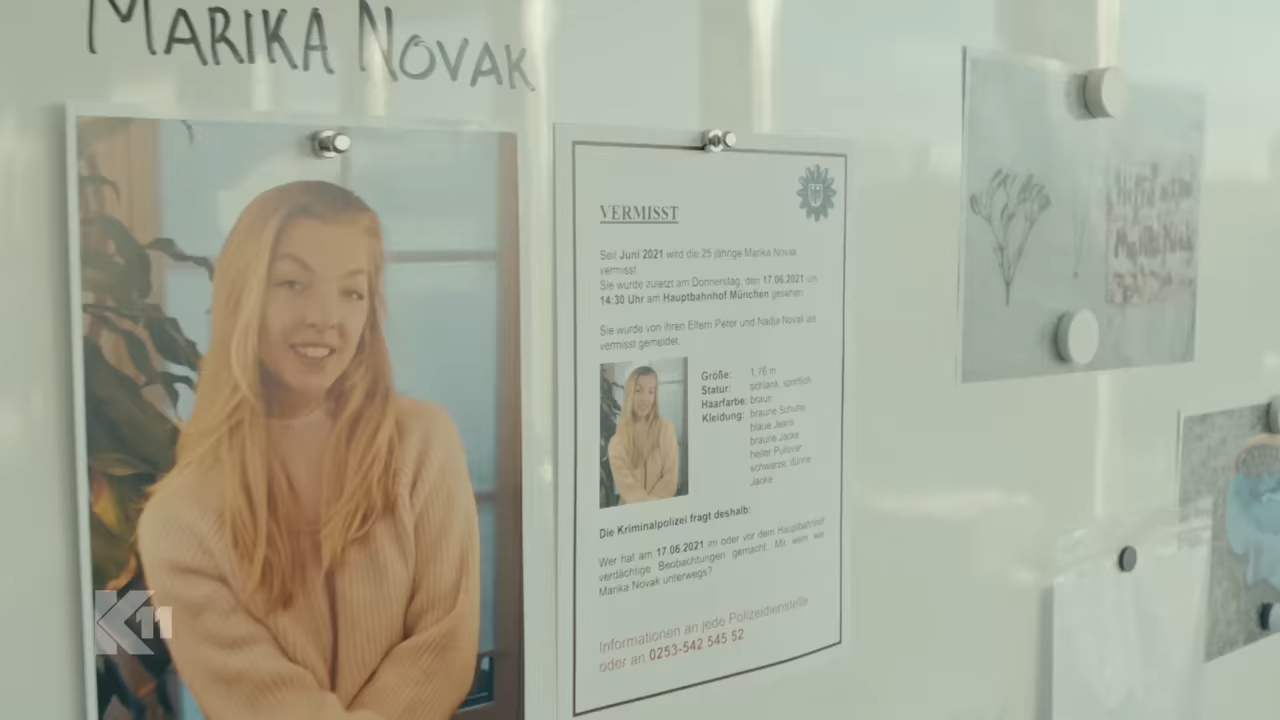 MARIKA NOVAK
VERMISST
Seit Juni 2021 wird die 25 jährige Marika Novak
vermisst.
Sie wurde zuletzt am Donnerstag, den 17.06.2021 um
14:30 Uhr am Hauptbahnhof München gesehen.
Sie wurde von ihren Eltern Peter und Nadja Novak als
vermisst gemeldet.
Größe: 1,76 m
Statur: schlank, sportlich
Haarfarbe: braun
Kleidung: braune Schuhe
blaue Jeans
braune Jacke
heller Pullover
schwarze, dünne
Jacke
Die Kriminalpolizei fragt deshalb:
Wer hat am 17.06.2021 im oder vor dem Hauptbahnhof
verdächtige Beobachtungen gemacht. Mit wem war
Marika Novak unterwegs?
Informationen an jede Polizeidienstelle
oder an 0253-542 545 52
K11